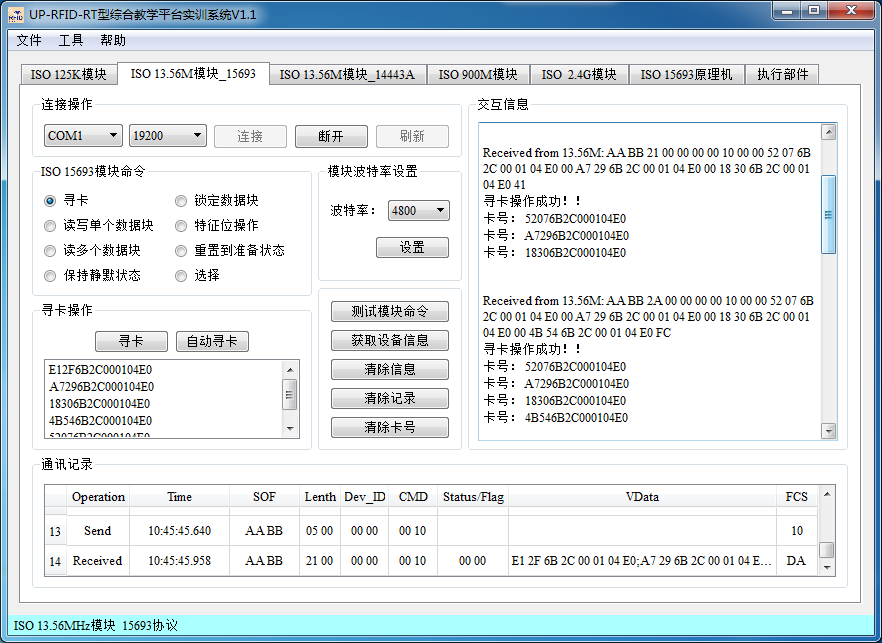 UP-RFID-RT型综合教学平台实训系统V1.1
文件 工具 帮助
ISO 125K模块 ISO 13.56M模块_15693 ISO 13.56M模块_14443A ISO 900M模块 ISO 2.4G模块 ISO 15693原理机 执行部件
连接操作
COM1 19200 连接 断开 刷新
ISO 15693模块命令
寻卡 锁定数据块
读写单个数据块 特征位操作
读多个数据块 重置到准备状态
保持静默状态 选择
模块波特率设置
波特率： 4800
设置
寻卡操作
寻卡 自动寻卡
E12F6B2C000104E0
A7296B2C000104E0
18306B2C000104E0
4B546B2C000104E0
52076B2C000104E0
测试模块命令
获取设备信息
清除信息
清除记录
清除卡号
交互信息
Received from 13.56M: AA BB 21 00 00 00 00 10 00 00 52 07 6B
2C 00 01 04 E0 00 A7 29 6B 2C 00 01 04 E0 00 18 30 6B 2C 00 01
04 E0 41
寻卡操作成功！！
卡号： 52076B2C000104E0
卡号： A7296B2C000104E0
卡号： 18306B2C000104E0
Received from 13.56M: AA BB 2A 00 00 00 00 10 00 00 52 07 6B
2C 00 01 04 E0 00 A7 29 6B 2C 00 01 04 E0 00 18 30 6B 2C 00 01
04 E0 00 4B 54 6B 2C 00 01 04 E0 FC
寻卡操作成功！！
卡号： 52076B2C000104E0
卡号： A7296B2C000104E0
卡号： 18306B2C000104E0
卡号： 4B546B2C000104E0
通讯记录
Operation Time SOF Lenth Dev_ID CMD Status/Flag VData FCS
13 Send 10:45:45.640 AA BB 05 00 00 00 00 10 10
14 Received 10:45:45.958 AA BB 21 00 00 00 00 10 00 00 E1 2F 6B 2C 00 01 04 E0;A7 29 6B 2C 00 01 04 E... DA
ISO 13.56MHz模块 15693协议